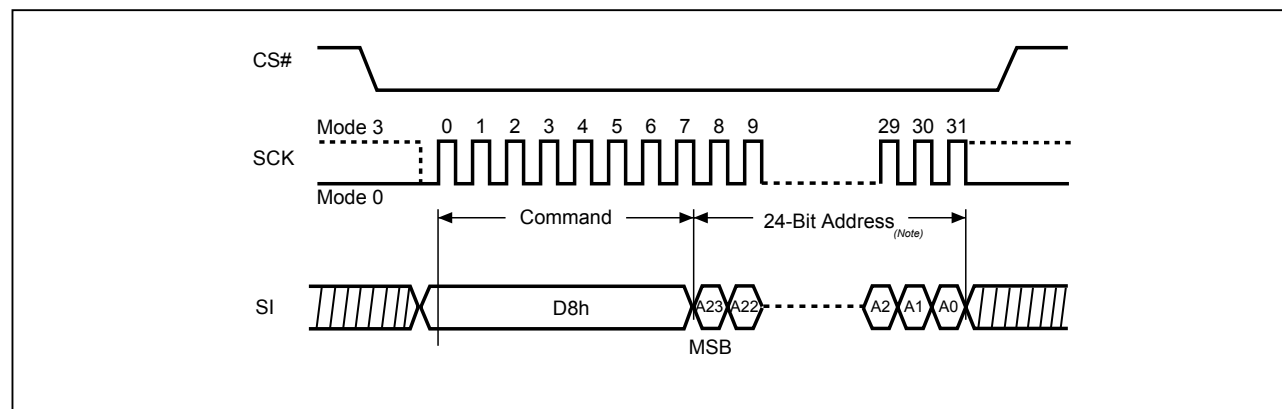 CS#
Mode 3
0 1 2 3 4 5 6 7 8 9 29 30 31
SCK
Mode 0
Command
24-Bit Address(Note)
SI
D8h
A23 A22
A2 A1 A0
MSB